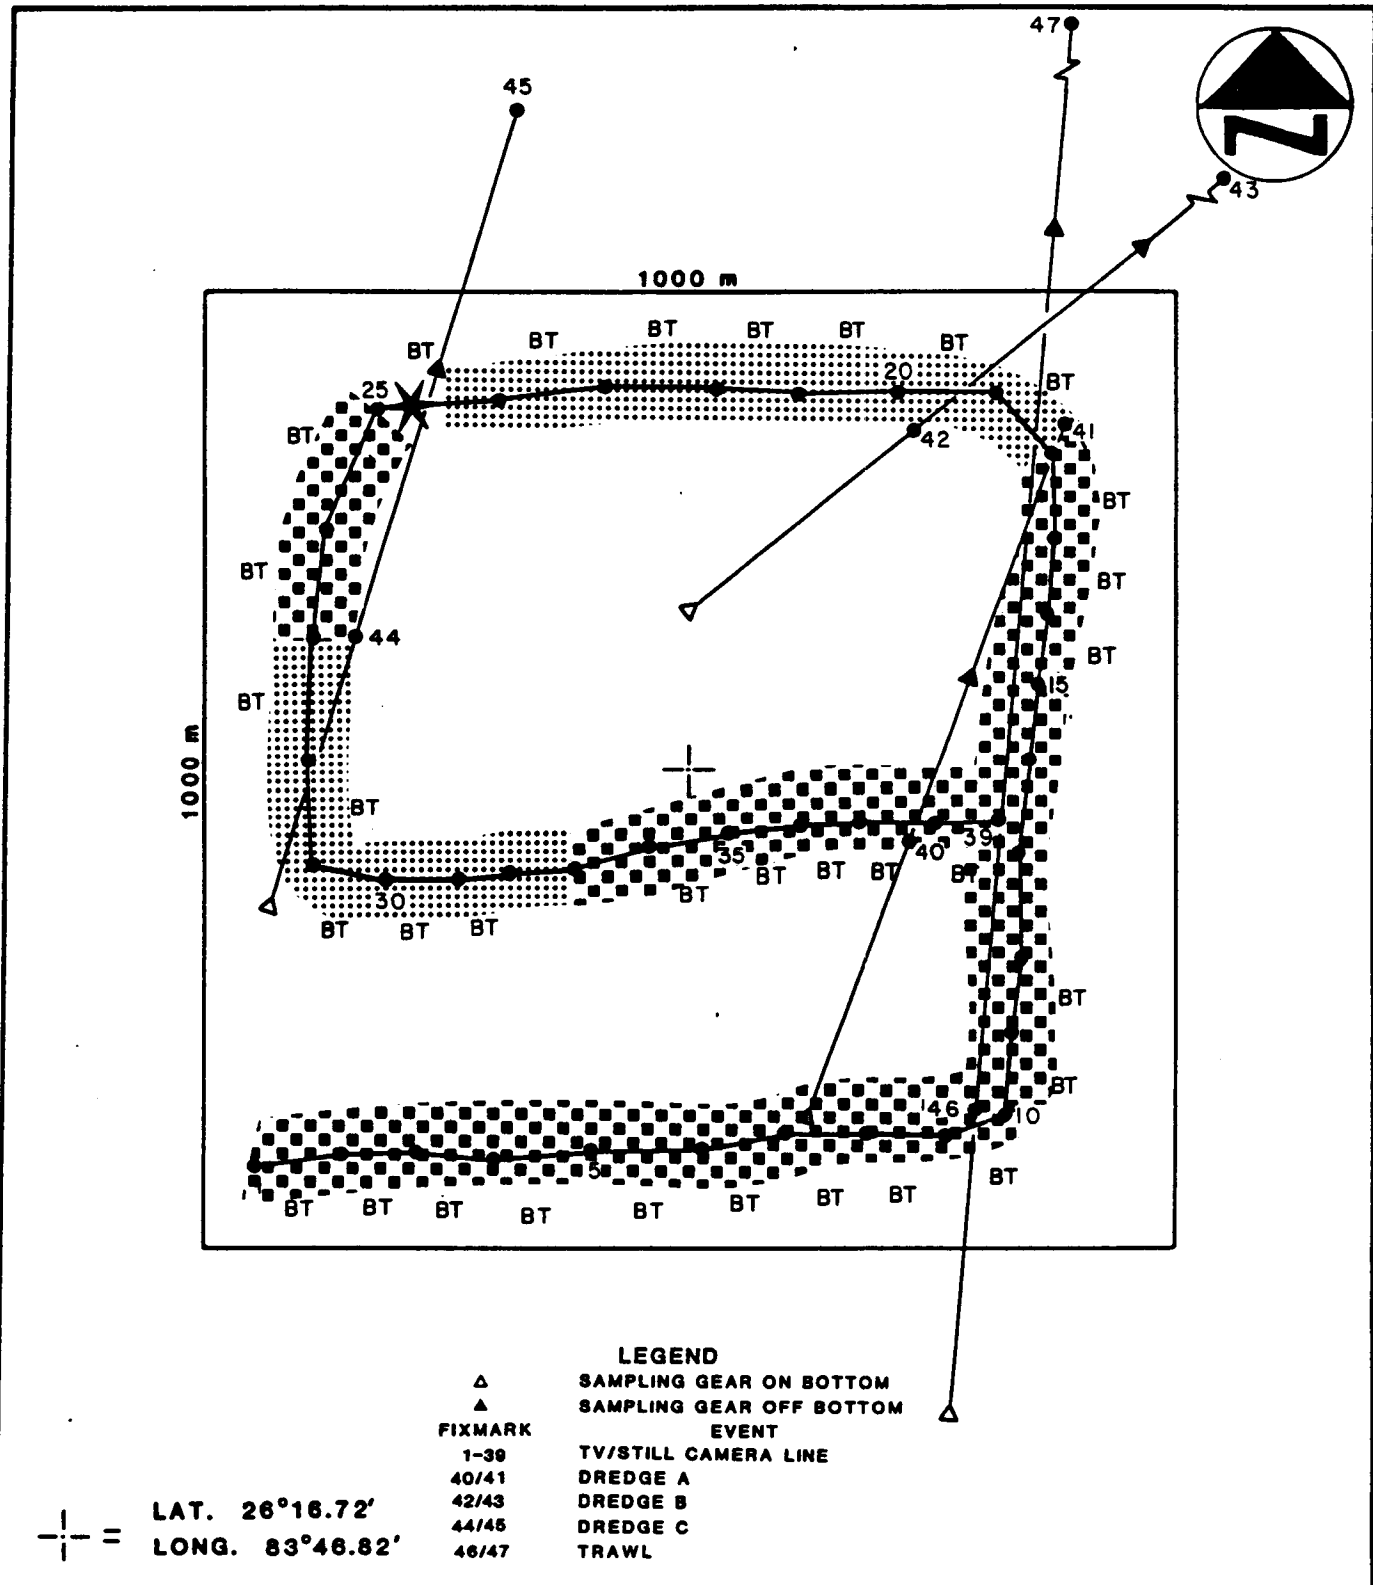 47
45
N
43
1000 m
BT
BT
BT
BT
BT
BT
BT
25
20
BT
41
BT
42
BT
BT
BT
44
BT
15
BT
1000 m
BT
35
40
39
BT
BT
BT
BT
BT
30
BT
BT
BT
BT
BT
46
10
5
BT
BT
BT
BT
BT
BT
BT
BT
BT
LEGEND
SAMPLING GEAR ON BOTTOM
SAMPLING GEAR OFF BOTTOM
FIXMARK EVENT
1-39 TV/STILL CAMERA LINE
40/41 DREDGE A
42/43 DREDGE B
44/45 DREDGE C
46/47 TRAWL
= LAT. 26°16.72'
LONG. 83°46.82'